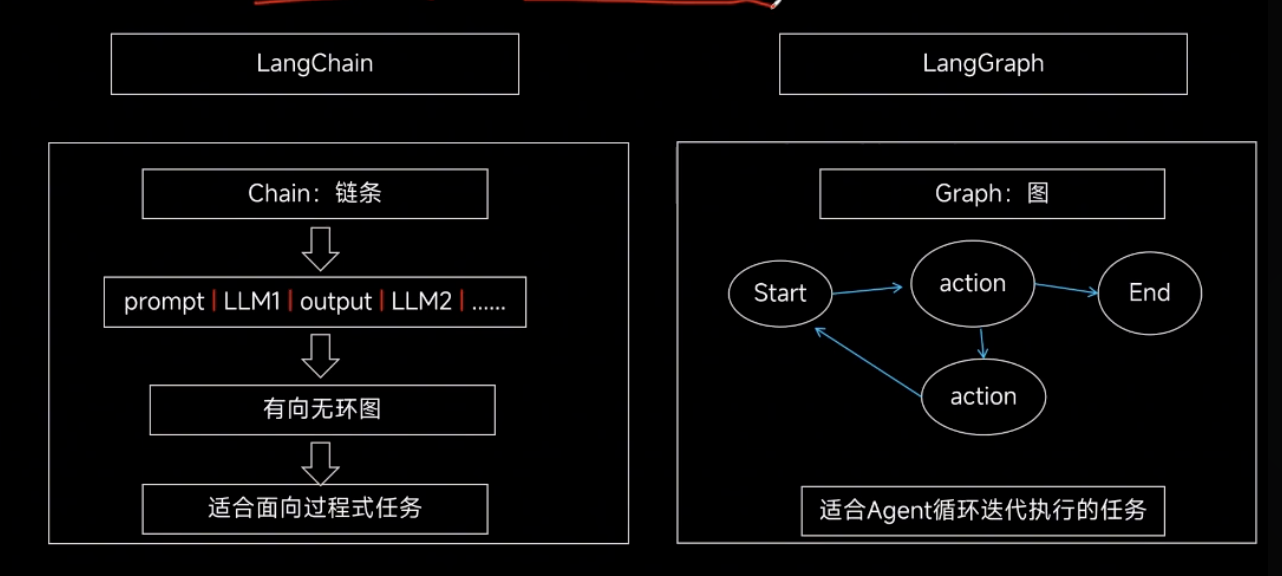 LangChain
Chain：链条
prompt | LLM1 | output | LLM2 | ......
有向无环图
适合面向过程式任务
LangGraph
Graph：图
Start
action
End
action
适合Agent循环迭代执行的任务